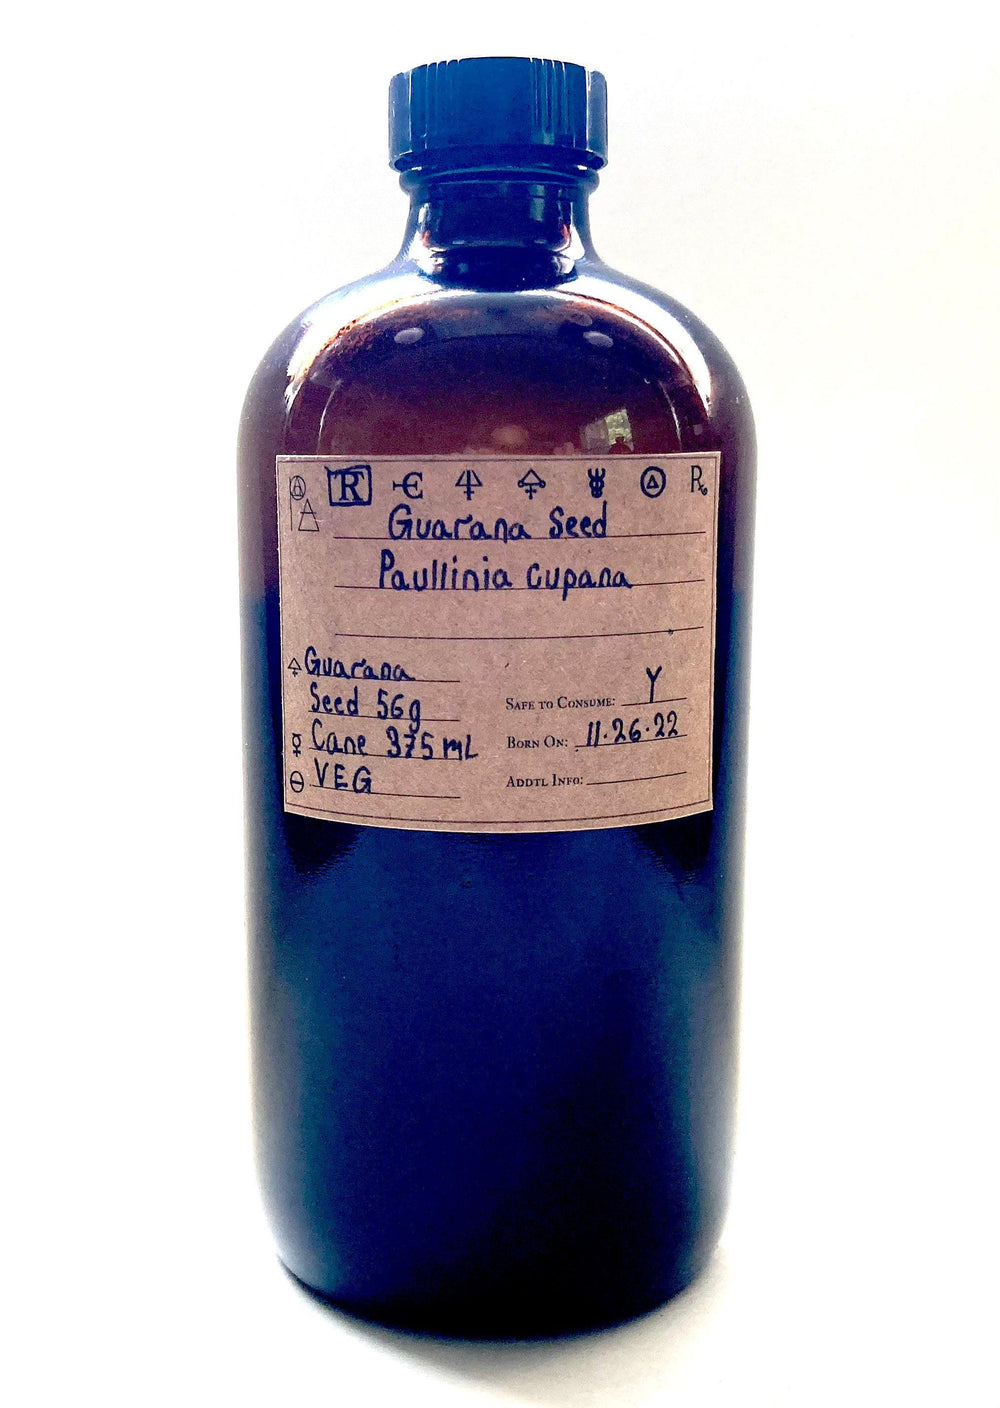 RT ℞
Guarana Seed
Paullinia cupana
🜍 Guarana
Seed 56g
☿ Cane 375 mL
🜔 VEG
Safe to Consume: Y
Born On: 11·26·22
Addtl Info: